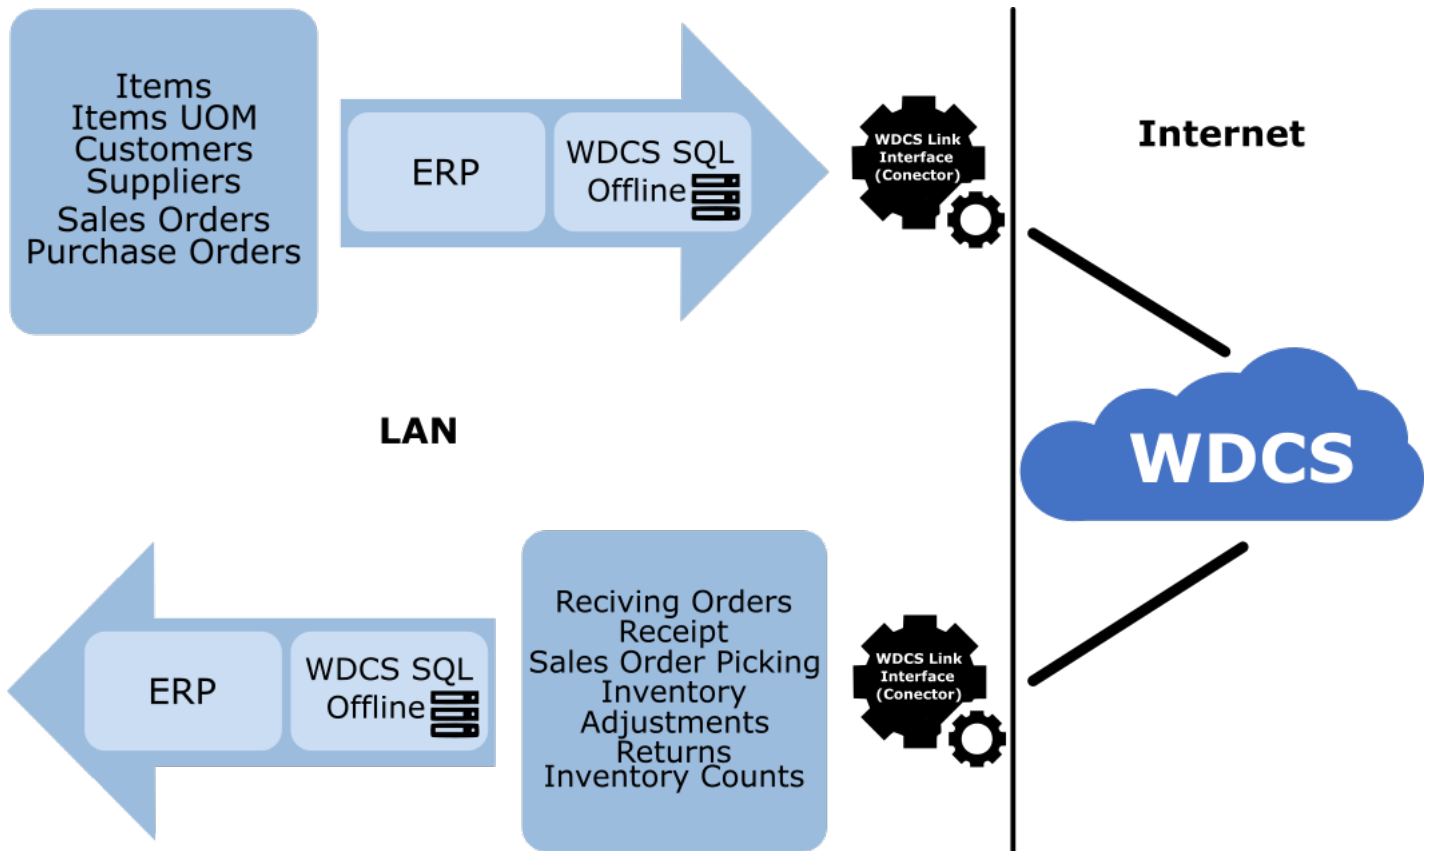 Items
Items UOM
Customers
Suppliers
Sales Orders
Purchase Orders
ERP
WDCS SQL
Offline
WDCS Link
Interface
(Conector)
Internet
LAN
WDCS
ERP
WDCS SQL
Offline
Reciving Orders
Receipt
Sales Order Picking
Inventory
Adjustments
Returns
Inventory Counts
WDCS Link
Interface
(Conector)